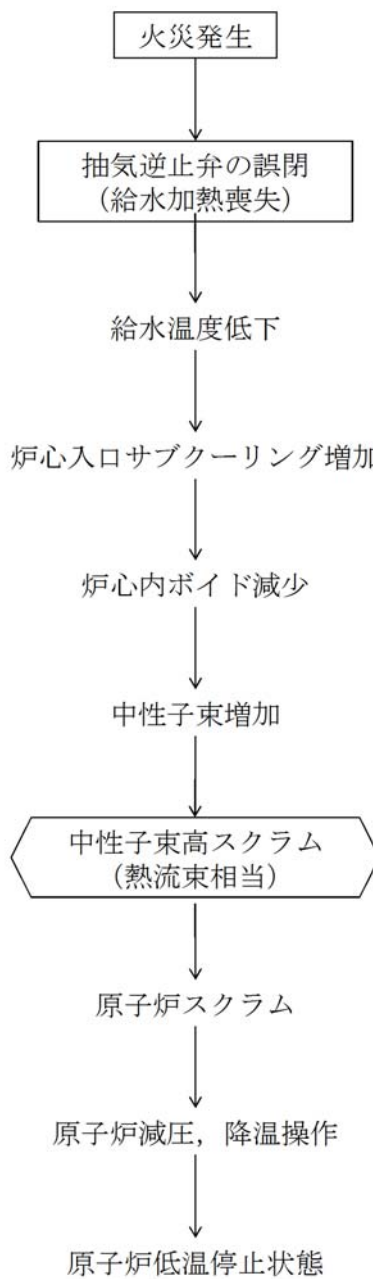 火災発生
抽気逆止弁の誤閉
（給水加熱喪失）
給水温度低下
炉心入口サブクーリング増加
炉心内ボイド減少
中性子束増加
中性子束高スクラム
（熱流束相当）
原子炉スクラム
原子炉減圧，降温操作
原子炉低温停止状態